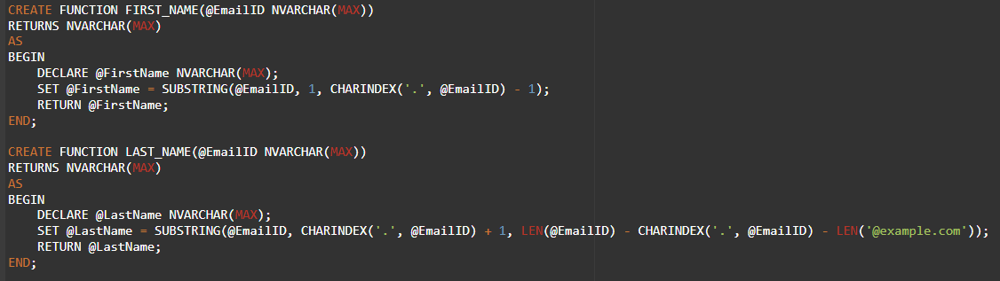 CREATE FUNCTION FIRST_NAME(@EmailID NVARCHAR(MAX))
RETURNS NVARCHAR(MAX)
AS
BEGIN
    DECLARE @FirstName NVARCHAR(MAX);
    SET @FirstName = SUBSTRING(@EmailID, 1, CHARINDEX('.', @EmailID) - 1);
    RETURN @FirstName;
END;

CREATE FUNCTION LAST_NAME(@EmailID NVARCHAR(MAX))
RETURNS NVARCHAR(MAX)
AS
BEGIN
    DECLARE @LastName NVARCHAR(MAX);
    SET @LastName = SUBSTRING(@EmailID, CHARINDEX('.', @EmailID) + 1, LEN(@EmailID) - CHARINDEX('.', @EmailID) - LEN('@example.com'));
    RETURN @LastName;
END;